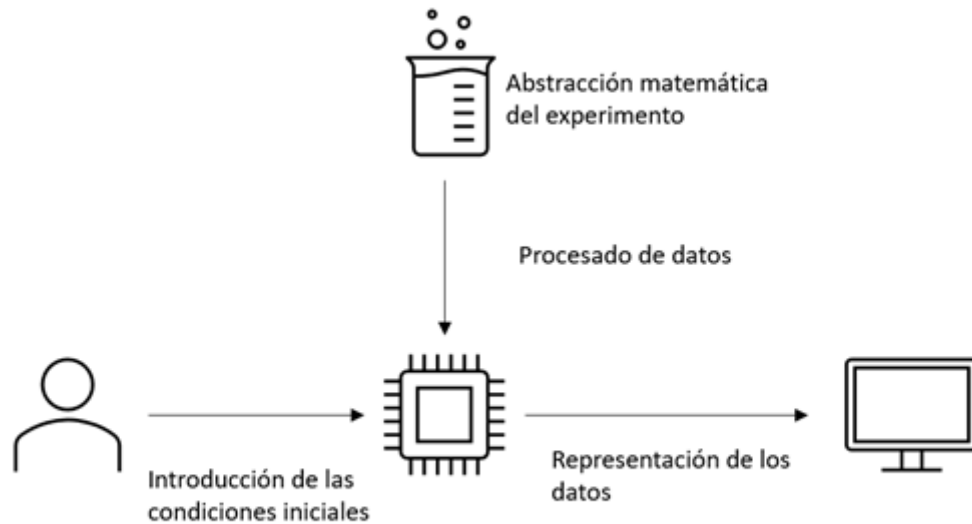 Abstracción matemática
del experimento
Procesado de datos
Introducción de las
condiciones iniciales
Representación de los
datos